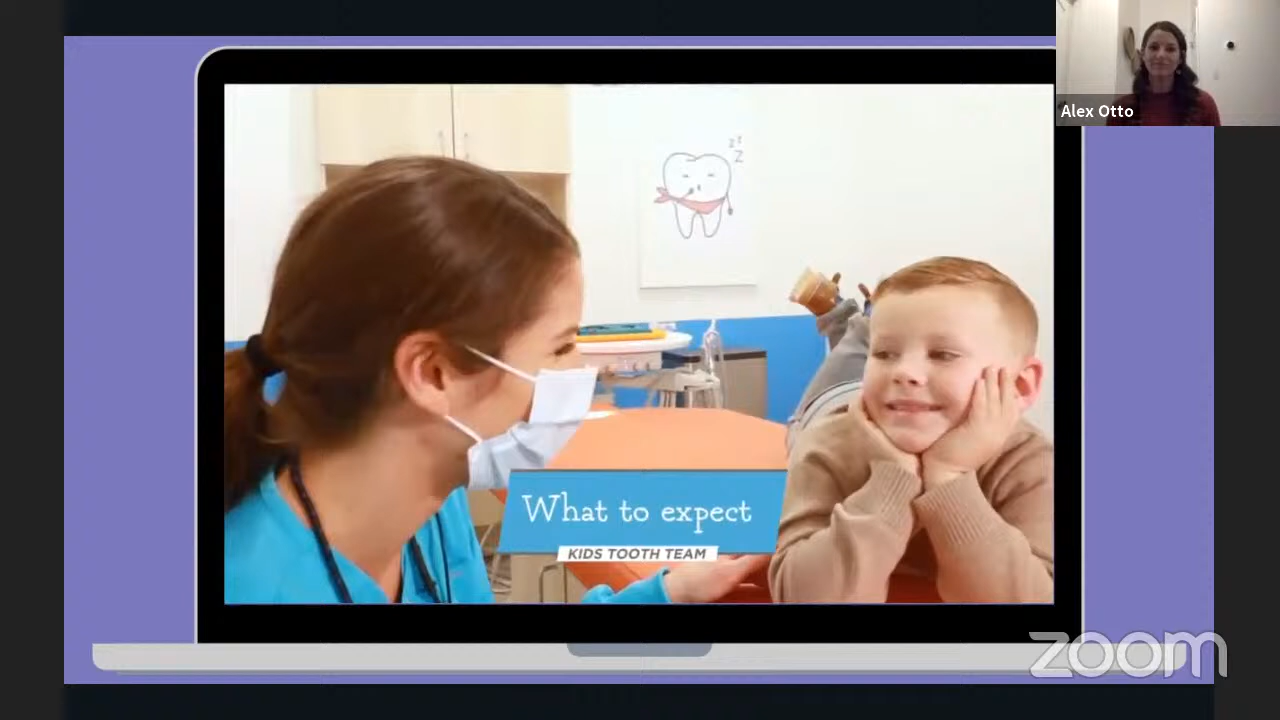 Alex Otto
z z
Z
What to expect
KIDS TOOTH TEAM
zoom